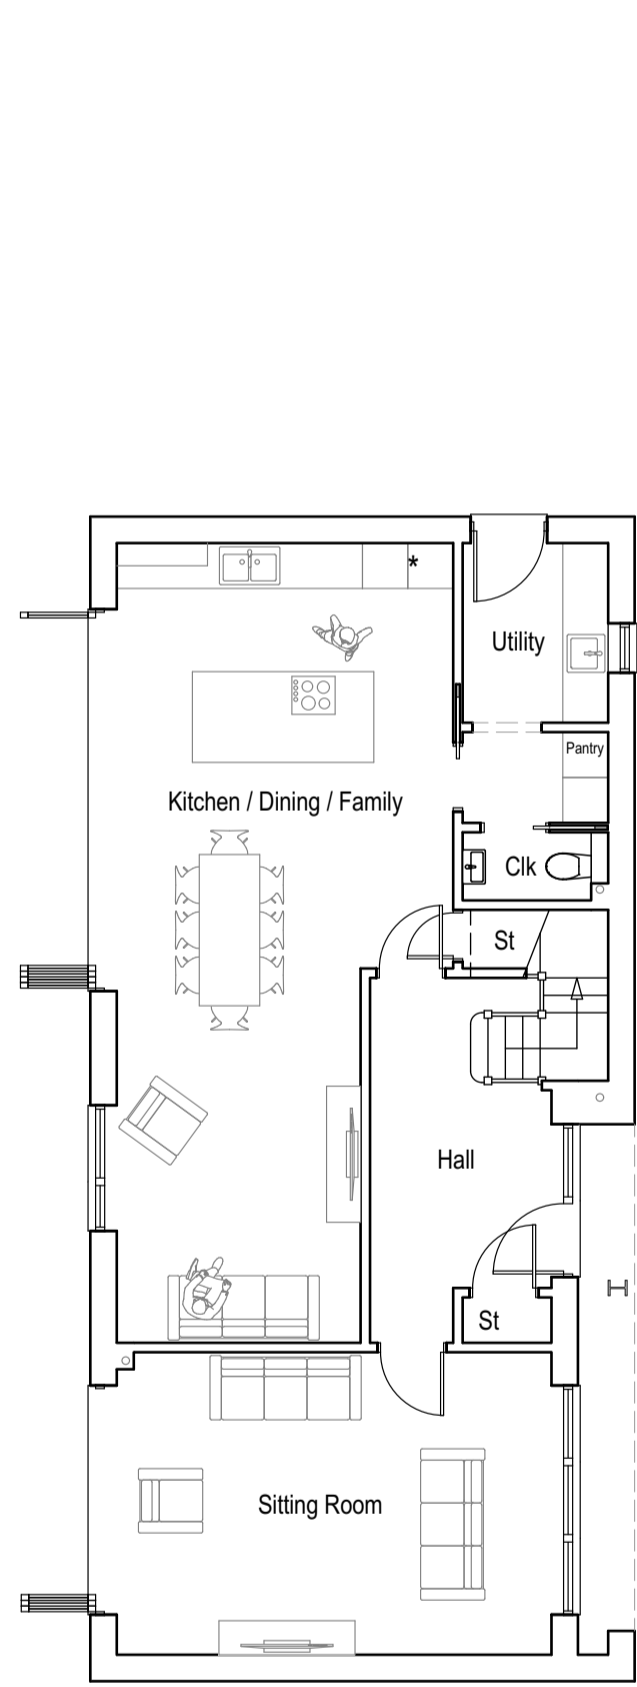 *
Utility
Pantry
Kitchen / Dining / Family
Clk
St
Hall
St
Sitting Room